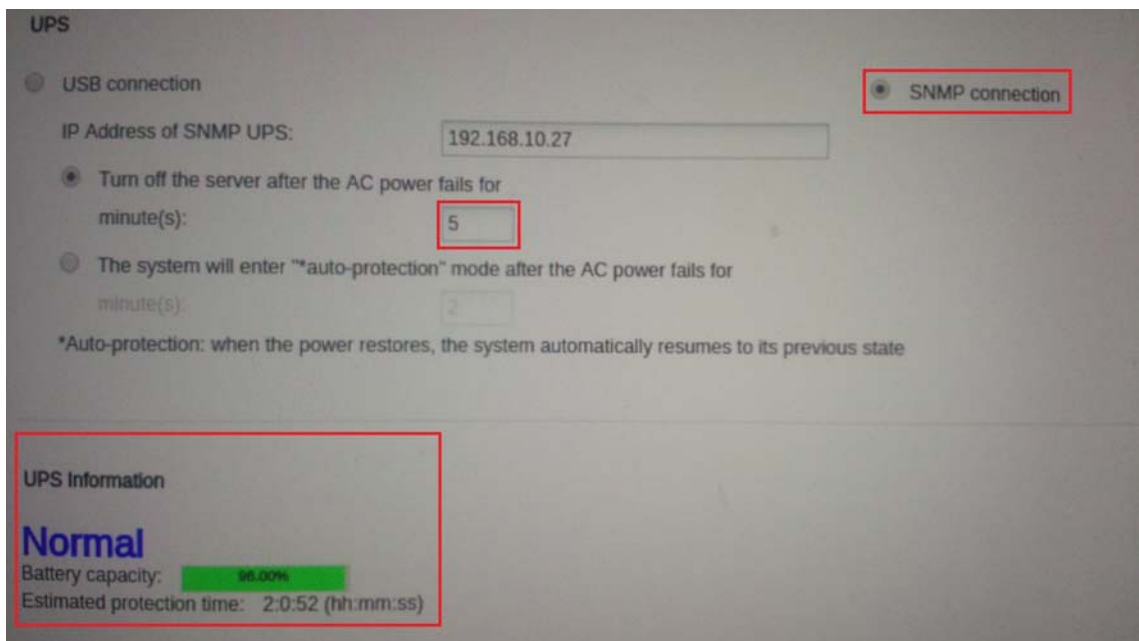 UPS
USB connection
SNMP connection
IP Address of SNMP UPS:
192.168.10.27
Turn off the server after the AC power fails for
minute(s):
5
The system will enter "*auto-protection" mode after the AC power fails for
minute(s):
2
*Auto-protection: when the power restores, the system automatically resumes to its previous state
UPS Information
Normal
Battery capacity:
96.00%
Estimated protection time: 2:0:52 (hh:mm:ss)